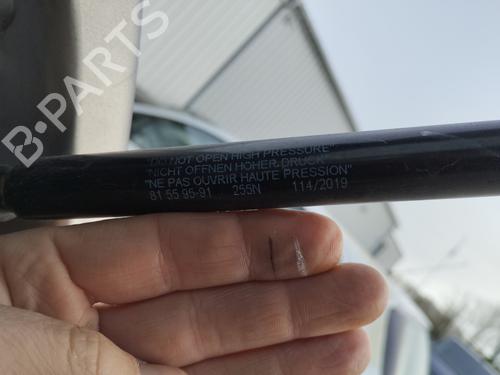 B-PARTS
"DO NOT OPEN HIGH PRESSURE"
"NICHT OFFNEN HOHER. DRUCK"
"NE PAS OUVRIR HAUTE PRESSION"
81 55 95-91 255N 114/2019